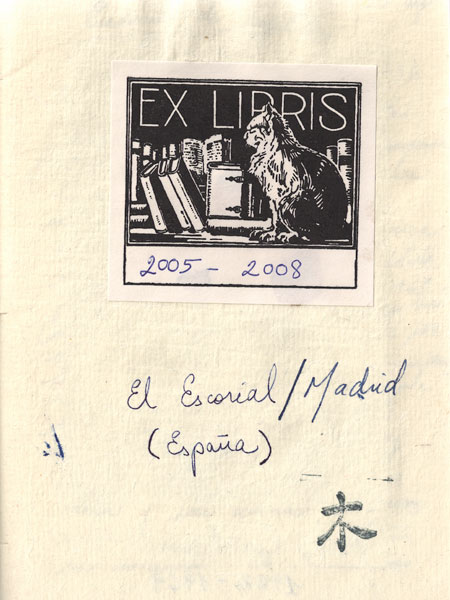 EX LIBRIS
2005 - 2008
El Escorial / Madrid
(España)
木